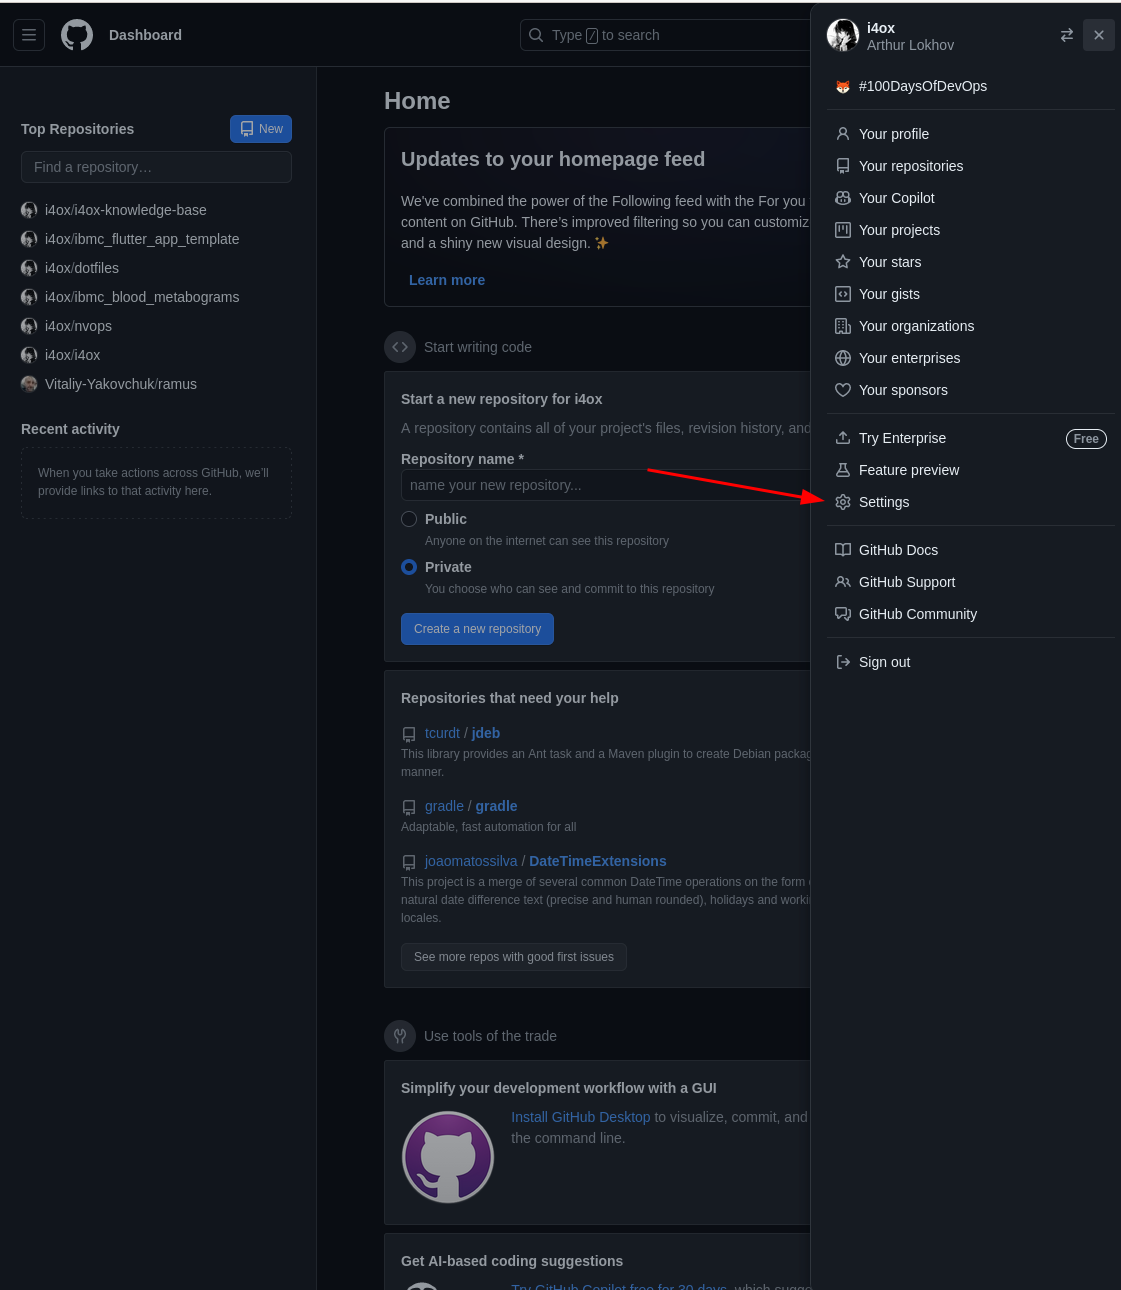 Dashboard
Type / to search
Top Repositories
New
Find a repository…
i4ox/i4ox-knowledge-base
i4ox/ibmc_flutter_app_template
i4ox/dotfiles
i4ox/ibmc_blood_metabograms
i4ox/nvops
i4ox/i4ox
Vitaliy-Yakovchuk/ramus
Recent activity
When you take actions across GitHub, we'll
provide links to that activity here.
Home
Updates to your homepage feed
We've combined the power of the Following feed with the For you
content on GitHub. There's improved filtering so you can customiz
and a shiny new visual design. ✨
Learn more
Start writing code
Start a new repository for i4ox
A repository contains all of your project's files, revision history, and
Repository name *
name your new repository...
Public
Anyone on the internet can see this repository
Private
You choose who can see and commit to this repository
Create a new repository
Repositories that need your help
tcurdt / jdeb
This library provides an Ant task and a Maven plugin to create Debian packag
manner.
gradle / gradle
Adaptable, fast automation for all
joaomatossilva / DateTimeExtensions
This project is a merge of several common DateTime operations on the form
natural date difference text (precise and human rounded), holidays and worki
locales.
See more repos with good first issues
Use tools of the trade
Simplify your development workflow with a GUI
Install GitHub Desktop to visualize, commit, and
the command line.
Get AI-based coding suggestions
Try GitHub Copilot free for 30 days, which sugge
i4ox
Arthur Lokhov
#100DaysOfDevOps
Your profile
Your repositories
Your Copilot
Your projects
Your stars
Your gists
Your organizations
Your enterprises
Your sponsors
Try Enterprise
Free
Feature preview
Settings
GitHub Docs
GitHub Support
GitHub Community
Sign out